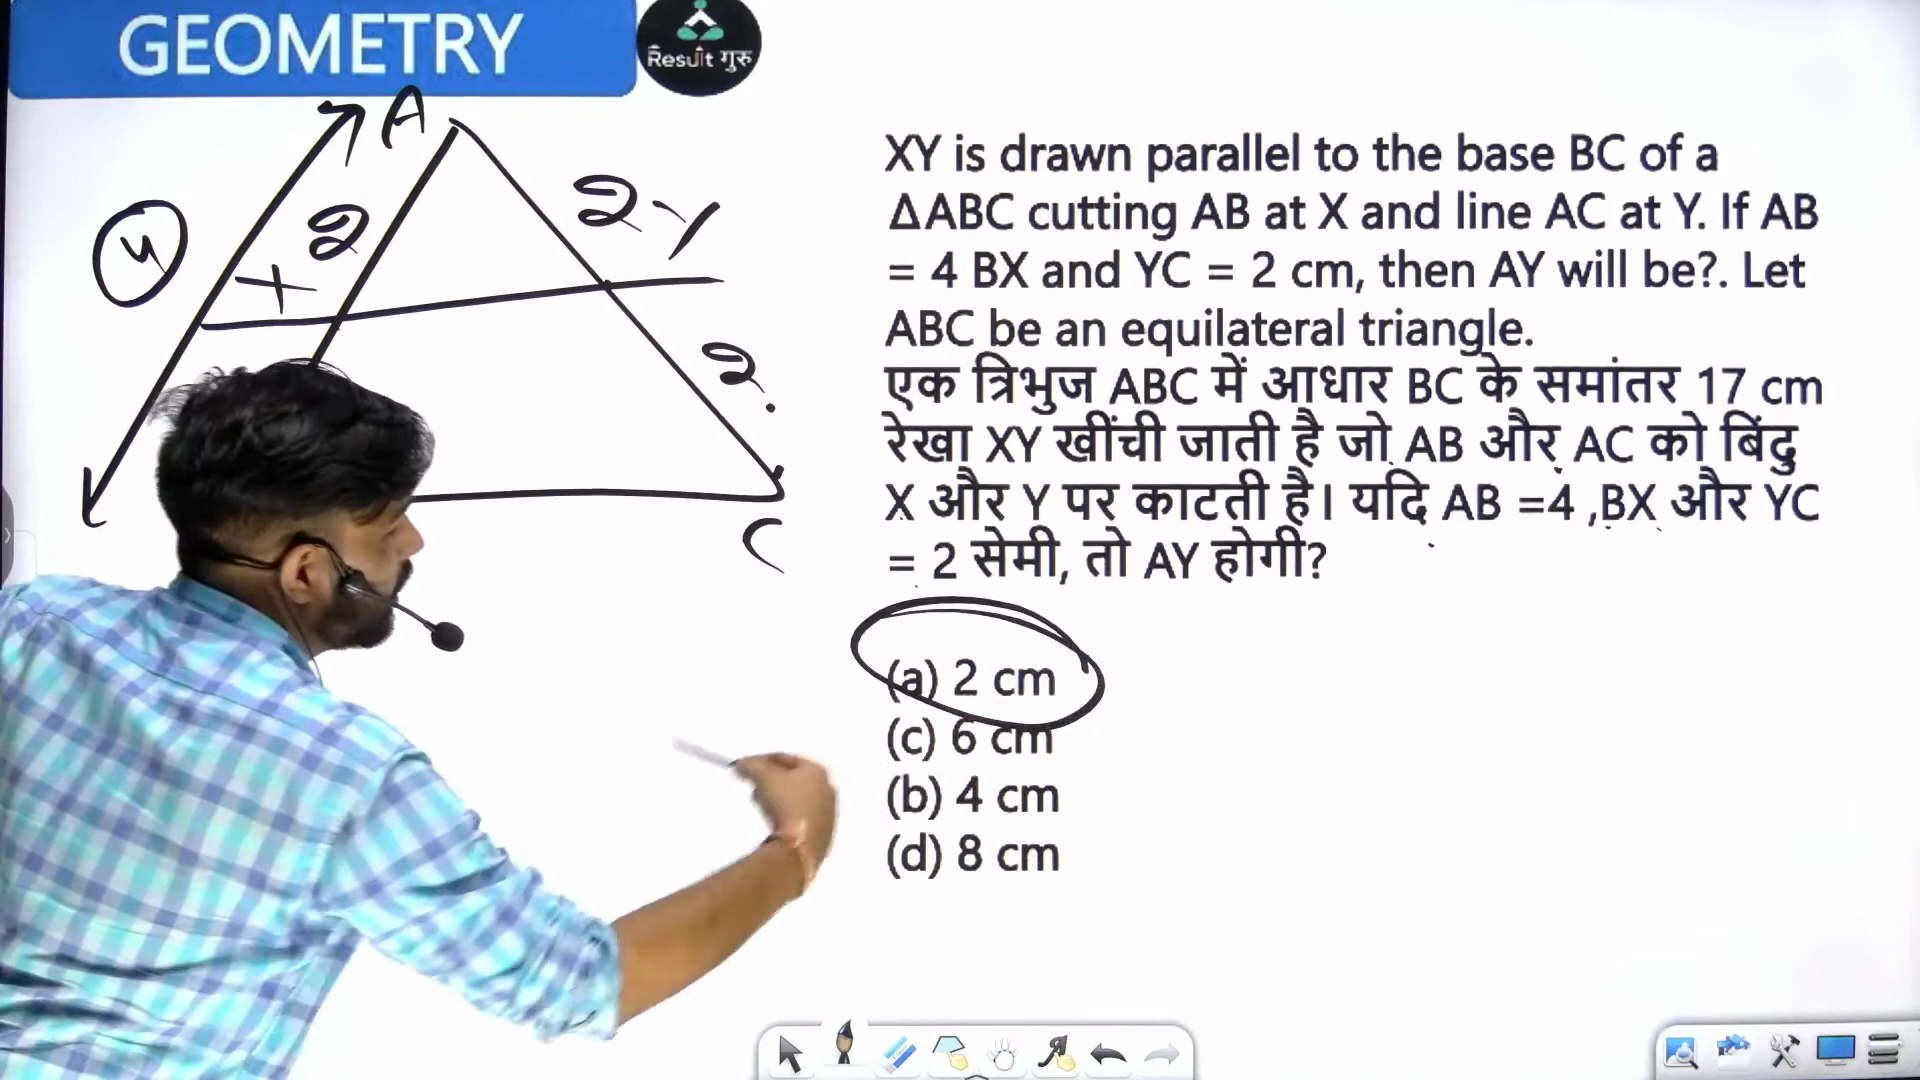 GEOMETRY
Result गुरु
A
4
2
2
Y
X
2
C
XY is drawn parallel to the base BC of a
ΔABC cutting AB at X and line AC at Y. If AB
= 4 BX and YC = 2 cm, then AY will be?. Let
ABC be an equilateral triangle.
एक त्रिभुज ABC में आधार BC के समांतर 17 cm
रेखा XY खींची जाती है जो AB और AC को बिंदु
X और Y पर काटती है। यदि AB =4 ,BX और YC
= 2 सेमी, तो AY होगी?
(a) 2 cm
(c) 6 cm
(b) 4 cm
(d) 8 cm